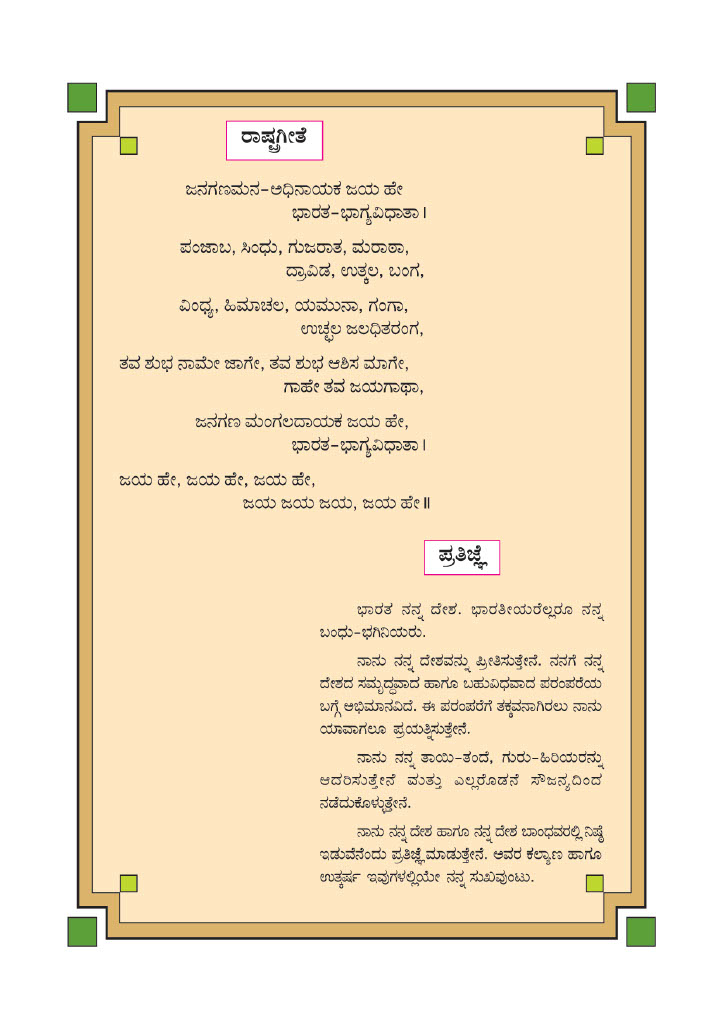 ರಾಷ್ಟ್ರಗೀತೆ
ಜನಗಣಮನ-ಅಧಿನಾಯಕ ಜಯ ಹೇ
ಭಾರತ-ಭಾಗ್ಯವಿಧಾತಾ।
ಪಂಜಾಬ, ಸಿಂಧು, ಗುಜರಾತ, ಮರಾಠಾ,
ದ್ರಾವಿಡ, ಉತ್ಕಲ, ಬಂಗ,
ವಿಂಧ್ಯ, ಹಿಮಾಚಲ, ಯಮುನಾ, ಗಂಗಾ,
ಉಚ್ಛಲ ಜಲಧಿತರಂಗ,
ತವ ಶುಭ ನಾಮೇ ಜಾಗೇ, ತವ ಶುಭ ಆಶಿಸ ಮಾಗೇ,
ಗಾಹೇ ತವ ಜಯಗಾಥಾ,
ಜನಗಣ ಮಂಗಲದಾಯಕ ಜಯ ಹೇ,
ಭಾರತ-ಭಾಗ್ಯವಿಧಾತಾ।
ಜಯ ಹೇ, ಜಯ ಹೇ, ಜಯ ಹೇ,
ಜಯ ಜಯ ಜಯ, ಜಯ ಹೇ॥
ಪ್ರತಿಜ್ಞೆ
ಭಾರತ ನನ್ನ ದೇಶ. ಭಾರತೀಯರೆಲ್ಲರೂ ನನ್ನ
ಬಂಧು-ಭಗಿನಿಯರು.
ನಾನು ನನ್ನ ದೇಶವನ್ನು ಪ್ರೀತಿಸುತ್ತೇನೆ. ನನಗೆ ನನ್ನ
ದೇಶದ ಸಮೃದ್ಧವಾದ ಹಾಗೂ ಬಹುವಿಧವಾದ ಪರಂಪರೆಯ
ಬಗ್ಗೆ ಅಭಿಮಾನವಿದೆ. ಈ ಪರಂಪರೆಗೆ ತಕ್ಕವನಾಗಿರಲು ನಾನು
ಯಾವಾಗಲೂ ಪ್ರಯತ್ನಿಸುತ್ತೇನೆ.
ನಾನು ನನ್ನ ತಾಯಿ-ತಂದೆ, ಗುರು-ಹಿರಿಯರನ್ನು
ಆದರಿಸುತ್ತೇನೆ ಮತ್ತು ಎಲ್ಲರೊಡನೆ ಸೌಜನ್ಯದಿಂದ
ನಡೆದುಕೊಳ್ಳುತ್ತೇನೆ.
ನಾನು ನನ್ನ ದೇಶ ಹಾಗೂ ನನ್ನ ದೇಶ ಬಾಂಧವರಲ್ಲಿ ನಿಷ್ಠೆ
ಇಡುವೆನೆಂದು ಪ್ರತಿಜ್ಞೆ ಮಾಡುತ್ತೇನೆ. ಅವರ ಕಲ್ಯಾಣ ಹಾಗೂ
ಉತ್ಕರ್ಷ ಇವುಗಳಲ್ಲಿಯೇ ನನ್ನ ಸುಖವುಂಟು.